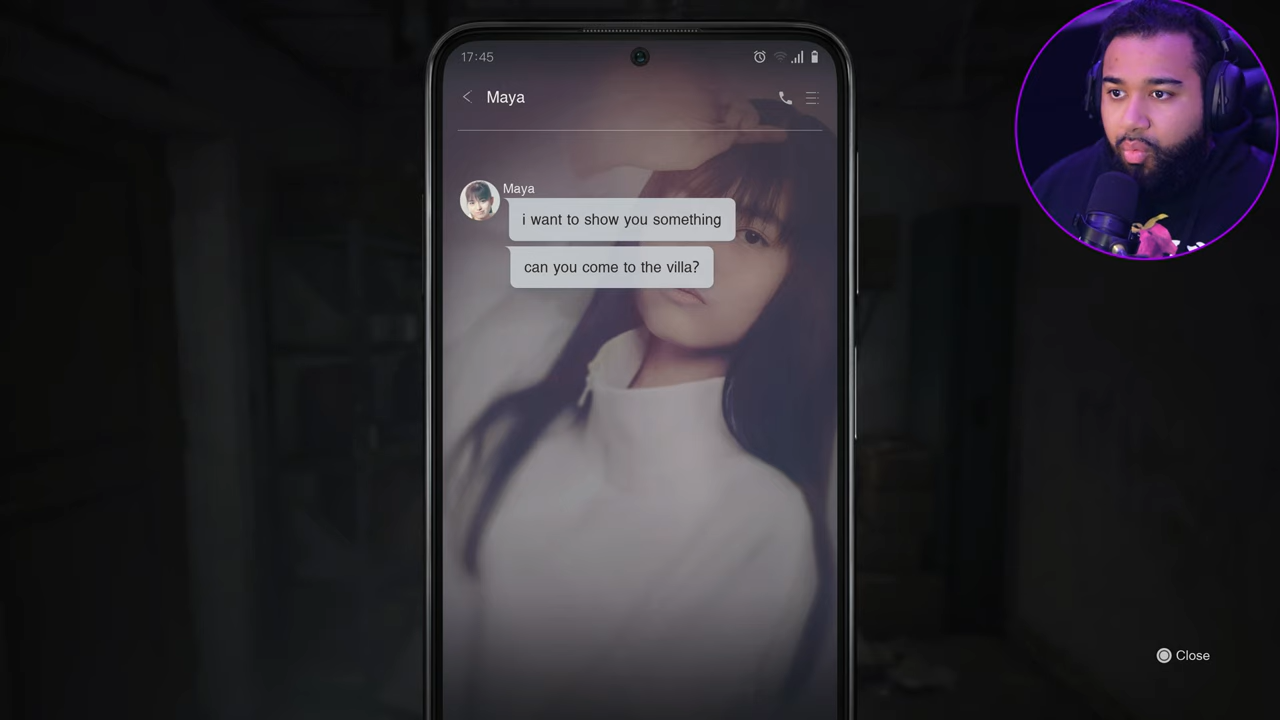 17:45
Maya
Maya
i want to show you something
can you come to the villa?
Close